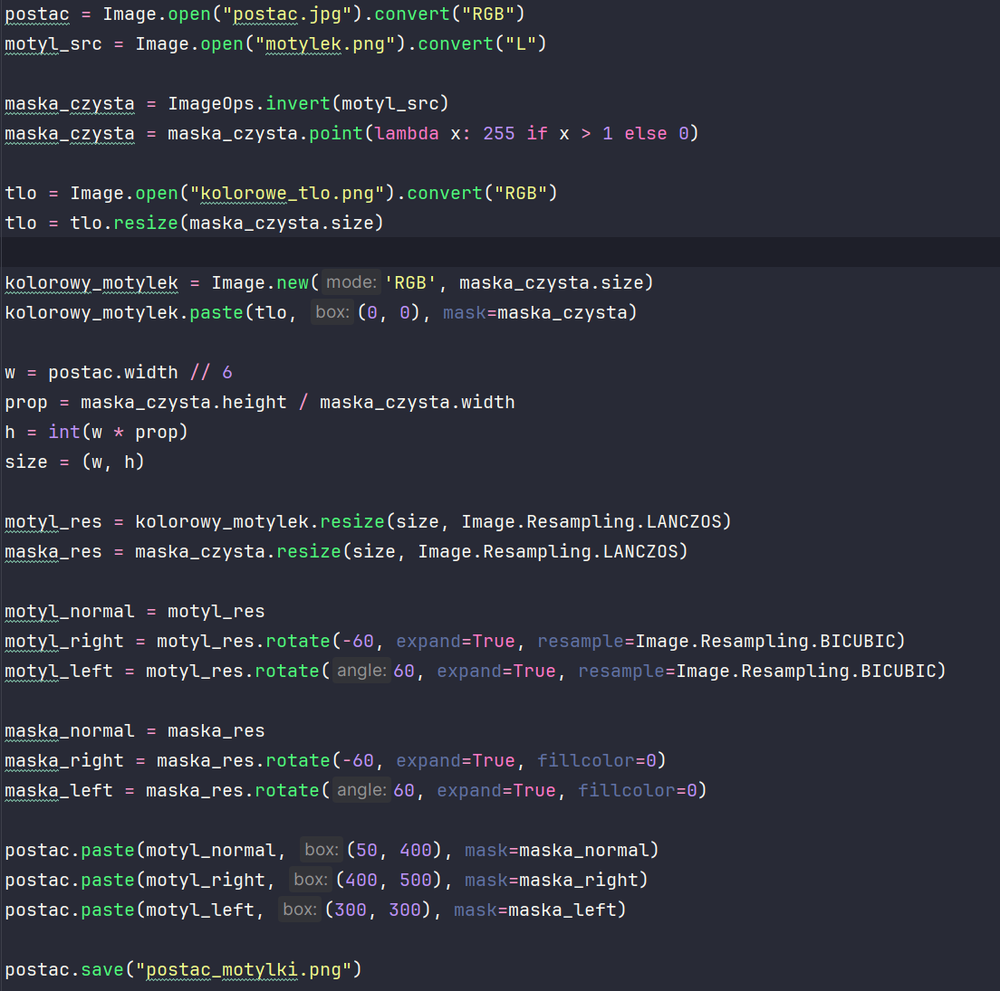 postac = Image.open("postac.jpg").convert("RGB")
motyl_src = Image.open("motylek.png").convert("L")
maska_czysta = ImageOps.invert(motyl_src)
maska_czysta = maska_czysta.point(lambda x: 255 if x > 1 else 0)
tlo = Image.open("kolorowe_tlo.png").convert("RGB")
tlo = tlo.resize(maska_czysta.size)
kolorowy_motylek = Image.new( mode: 'RGB', maska_czysta.size)
kolorowy_motylek.paste(tlo, box: (0, 0), mask=maska_czysta)
w = postac.width // 6
prop = maska_czysta.height / maska_czysta.width
h = int(w * prop)
size = (w, h)
motyl_res = kolorowy_motylek.resize(size, Image.Resampling.LANCZOS)
maska_res = maska_czysta.resize(size, Image.Resampling.LANCZOS)
motyl_normal = motyl_res
motyl_right = motyl_res.rotate(-60, expand=True, resample=Image.Resampling.BICUBIC)
motyl_left = motyl_res.rotate( angle: 60, expand=True, resample=Image.Resampling.BICUBIC)
maska_normal = maska_res
maska_right = maska_res.rotate(-60, expand=True, fillcolor=0)
maska_left = maska_res.rotate( angle: 60, expand=True, fillcolor=0)
postac.paste(motyl_normal, box: (50, 400), mask=maska_normal)
postac.paste(motyl_right, box: (400, 500), mask=maska_right)
postac.paste(motyl_left, box: (300, 300), mask=maska_left)
postac.save("postac_motylki.png")